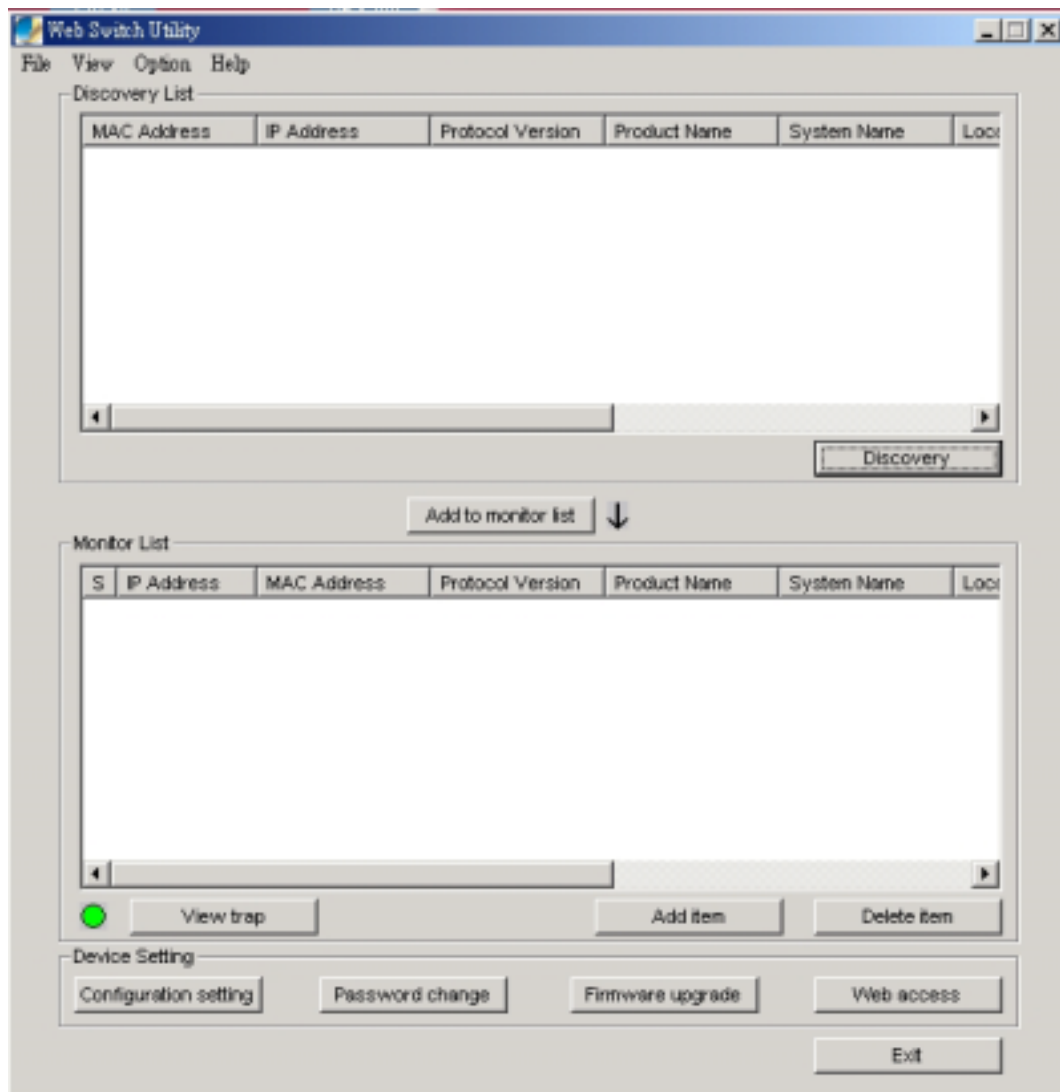 Web Switch Utility
File View Option Help
Discovery List
MAC Address IP Address Protocol Version Product Name System Name Loca
Discovery
Add to monitor list
Monitor List
S IP Address MAC Address Protocol Version Product Name System Name Loca
View trap Add item Delete item
Device Setting
Configuration setting Password change Firmware upgrade Web access
Exit